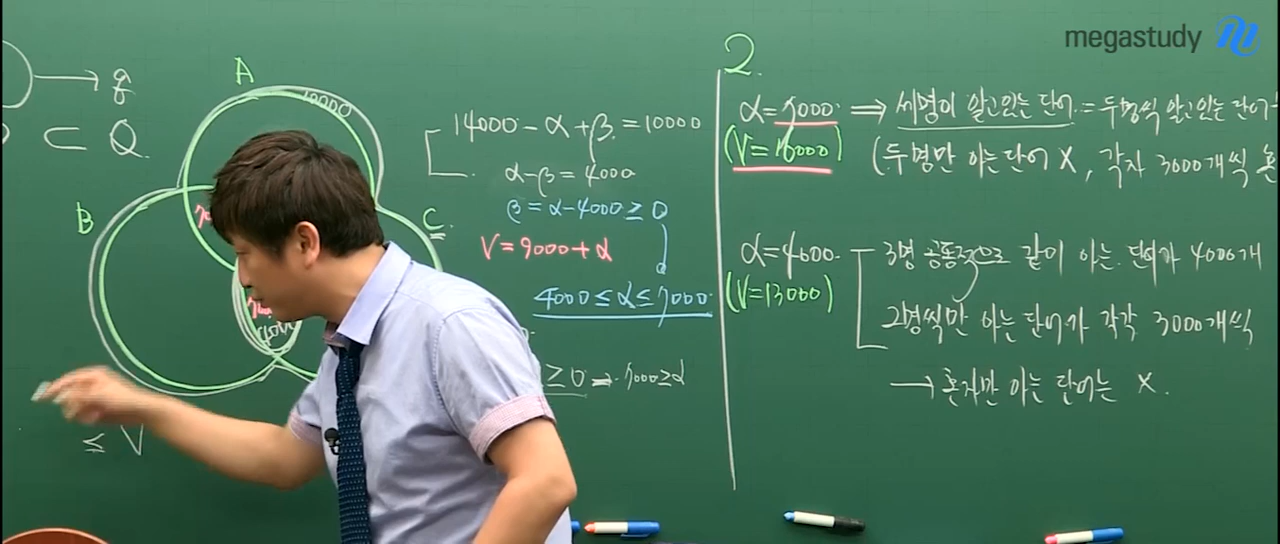 megastudy
→ q
⊂ Q
A
10000
B
C
≤ V
14000 - α + β = 10000
α - β = 4000
β = α - 4000 ≥ 0
V = 9000 + α
4000 ≤ α ≤ 7000
≥ 0 → 7000 ≥ α
2.
α = 7000 ⇒ 세명이 알고있는 단어 = 두명씩 알고있는 단어
(V = 16000) (두명만 아는 단어 X, 각자 3000개씩 혼
α = 4000 3명 공통적으로 같이 아는 단어가 4000개
(V = 13000)
2명씩만 아는 단어가 각각 3000개씩
→ 혼자만 아는 단어는 X.